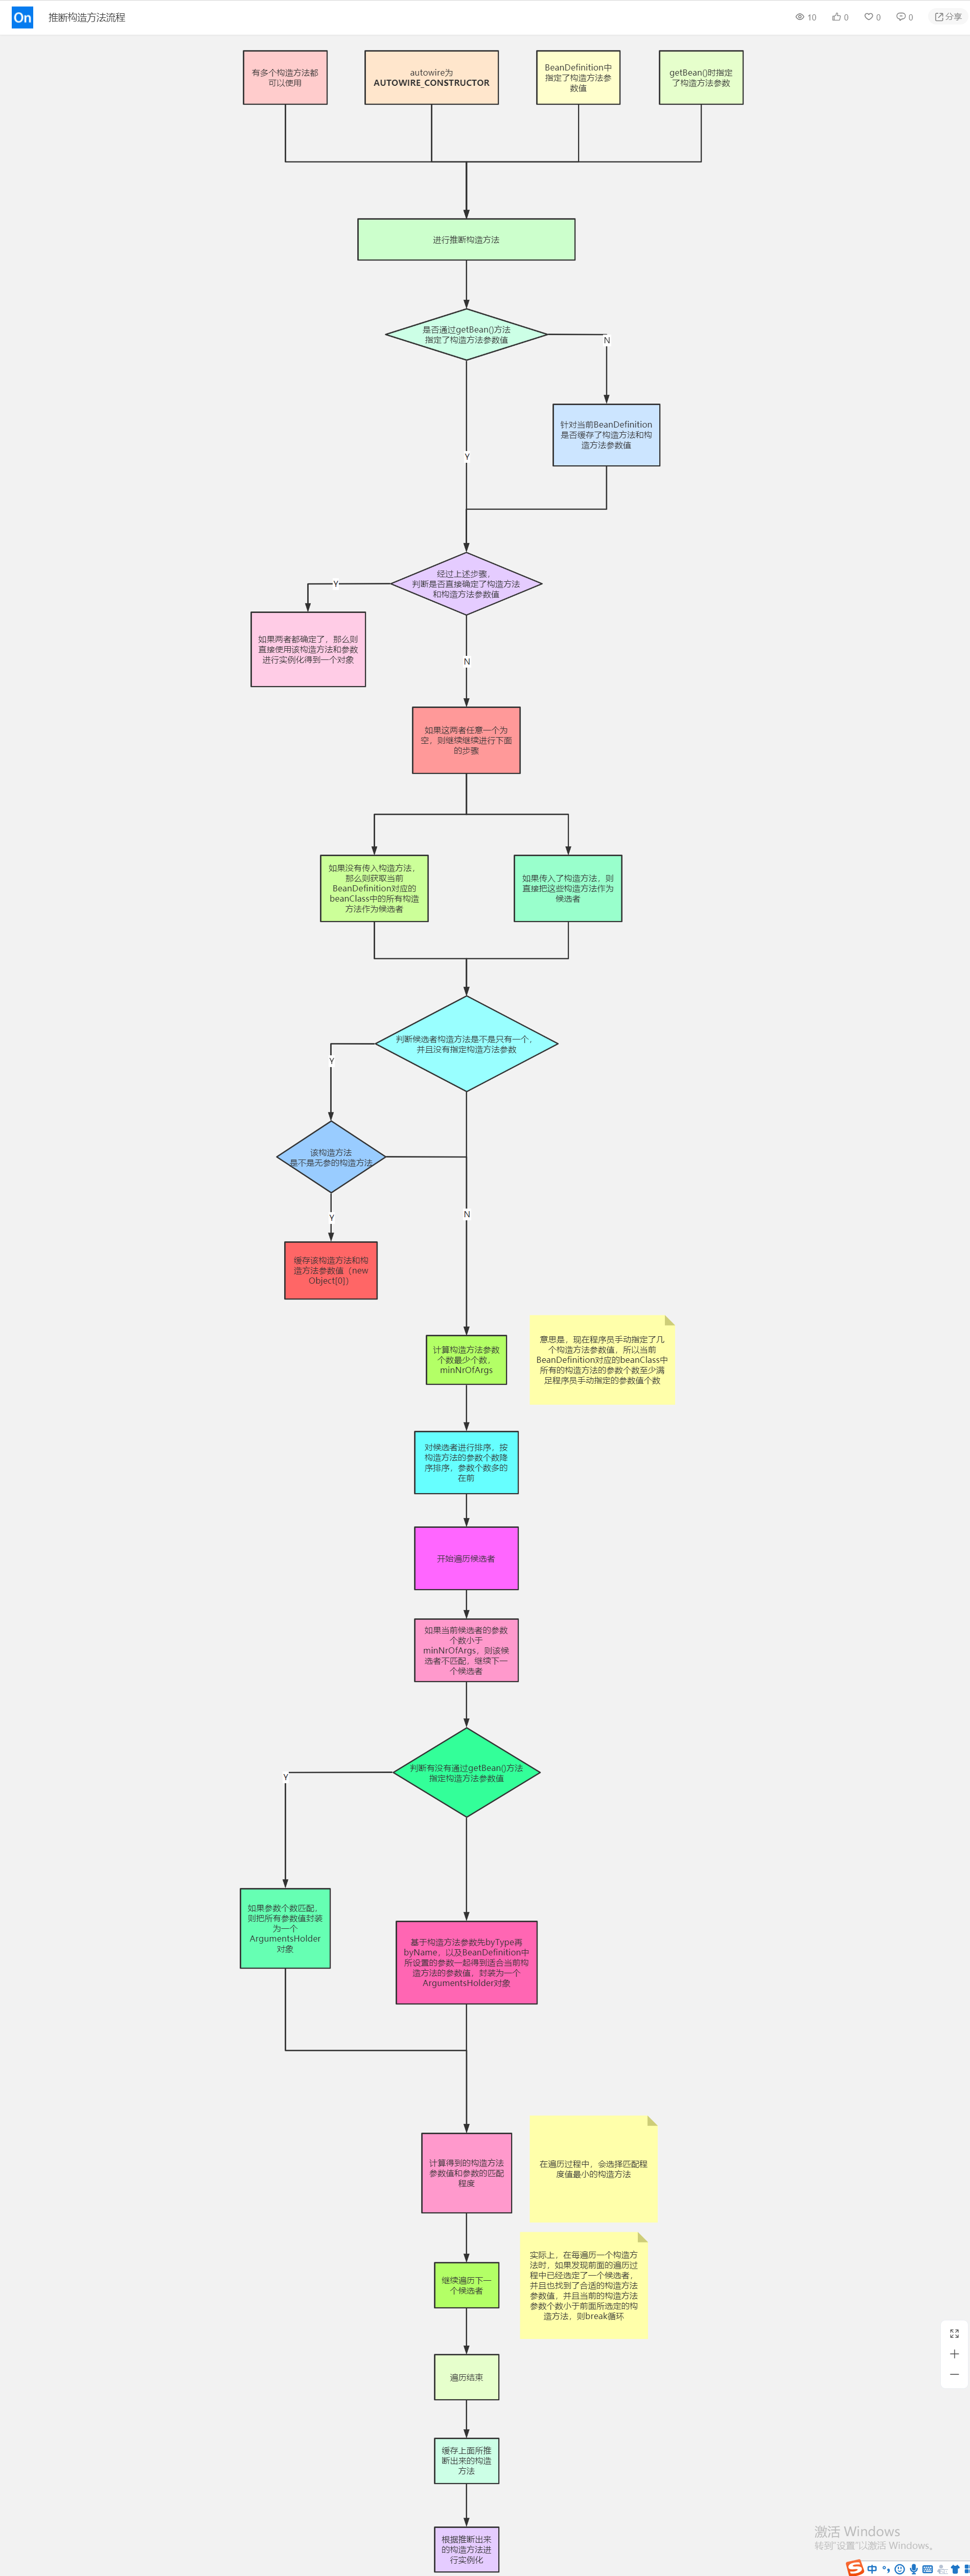 On 推断构造方法流程 10 0 0 0 分享
有多个构造方法都
可以使用
autowire为
AUTOWIRE_CONSTRUCTOR
BeanDefinition中
指定了构造方法参
数值
getBean()时指定
了构造方法参数
进行推断构造方法
是否通过getBean()方法
指定了构造方法参数值
N
针对当前BeanDefinition
是否缓存了构造方法和构
造方法参数值
Y
经过上述步骤，
判断是否直接确定了构造方法
和构造方法参数值
Y
如果两者都确定了，那么则
直接使用该构造方法和参数
进行实例化得到一个对象
N
如果这两者任意一个为
空，则继续继续进行下面
的步骤
如果没有传入构造方法，
那么则获取当前
BeanDefinition对应的
beanClass中的所有构造
方法作为候选者
如果传入了构造方法，则
直接把这些构造方法作为
候选者
判断候选者构造方法是不是只有一个，
并且没有指定构造方法参数
Y
该构造方法
是不是无参的构造方法
Y
N
缓存该构造方法和构
造方法参数值（new
Object[0]）
计算构造方法参数
个数最少个数，
minNrOfArgs
意思是，现在程序员手动指定了几
个构造方法参数值，所以当前
BeanDefinition对应的beanClass中
所有的构造方法的参数个数至少满
足程序员手动指定的参数值个数
对候选者进行排序，按
构造方法的参数个数降
序排序，参数个数多的
在前
开始遍历候选者
如果当前候选者的参数
个数小于
minNrOfArgs，则该候
选者不匹配，继续下一
个候选者
判断有没有通过getBean()方法
指定构造方法参数值
Y
如果参数个数匹配，
则把所有参数值封装
为一个
ArgumentsHolder
对象
基于构造方法参数先byType再
byName，以及BeanDefinition中
所设置的参数一起得到适合当前构
造方法的参数值，封装为一个
ArgumentsHolder对象
计算得到的构造方法
参数值和参数的匹配
程度
在遍历过程中，会选择匹配程
度值最小的构造方法
继续遍历下一
个候选者
实际上，在每遍历一个构造方
法时，如果发现前面的遍历过
程中已经选定了一个候选者，
并且也找到了合适的构造方法
参数值，并且当前的构造方法
参数个数小于前面所选定的构
造方法，则break循环
遍历结束
缓存上面所推
断出来的构造
方法
根据推断出来
的构造方法进
行实例化
激活 Windows
转到"设置"以激活 Windows。
中